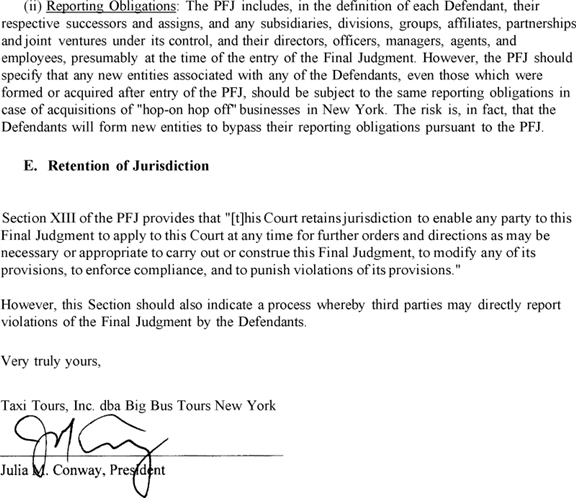 (ii) Reporting Obligations: The PFJ includes, in the definition of each Defendant, their
respective successors and assigns, and any subsidiaries, divisions, groups, affiliates, partnerships
and joint ventures under its control, and their directors, officers, managers, agents, and
employees, presumably at the time of the entry of the Final Judgment. However, the PFJ should
specify that any new entities associated with any of the Defendants, even those which were
formed or acquired after entry of the PFJ, should be subject to the same reporting obligations in
case of acquisitions of "hop-on hop off" businesses in New York. The risk is, in fact, that the
Defendants will form new entities to bypass their reporting obligations pursuant to the PFJ.
E. Retention of Jurisdiction
Section XIII of the PFJ provides that "[t]his Court retains jurisdiction to enable any party to this
Final Judgment to apply to this Court at any time for further orders and directions as may be
necessary or appropriate to carry out or construe this Final Judgment, to modify any of its
provisions, to enforce compliance, and to punish violations of its provisions."
However, this Section should also indicate a process whereby third parties may directly report
violations of the Final Judgment by the Defendants.
Very truly yours,
Taxi Tours, Inc. dba Big Bus Tours New York
Julia M. Conway, President